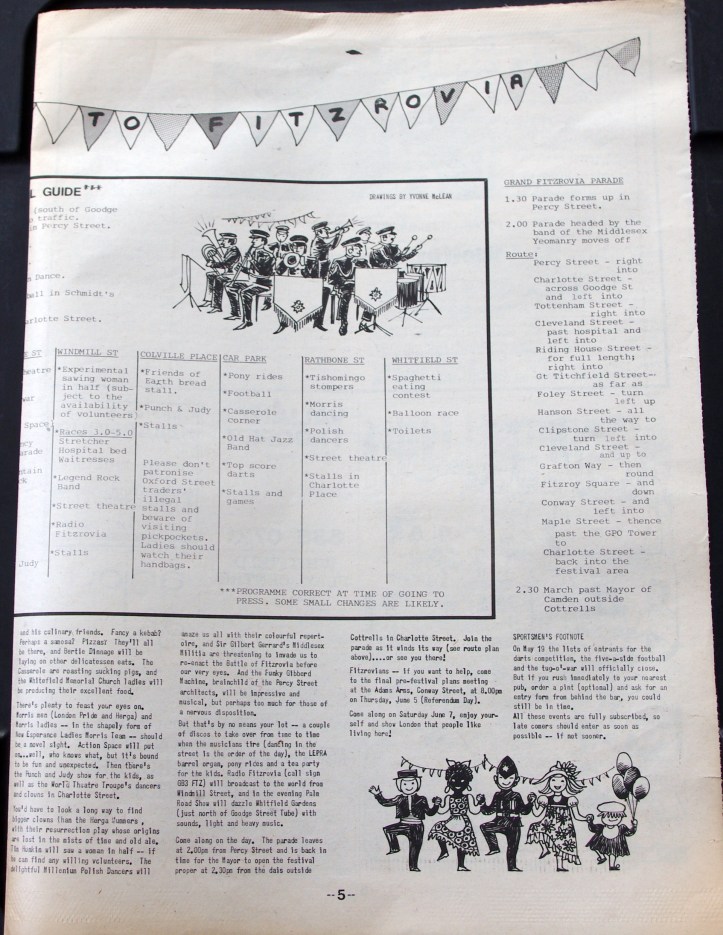 TO FITZROVIA
L GUIDE***
DRAWINGS BY YVONNE McLEAN
(south of Goodge
traffic.
in Percy Street.
Dance.
ball in Schmidt's
arlotte Street.
ST
heatre
war
Space
arade
ntain
Judy
WINDMILL ST
*Experimental
sawing woman
in half (sub-
ject to the
availability
of volunteers)
*Races 3.0-5.0
Stretcher
Hospital bed
Waitresses
*Legend Rock
Band
*Street theatre
*Radio
Fitzrovia
*Stalls
COLVILLE PLACE
*Friends of
Earth bread
stall.
*Punch & Judy
*Stalls
Please don't
patronise
Oxford Street
traders'
illegal
stalls and
beware of
visiting
pickpockets.
Ladies should
watch their
handbags.
CAR PARK
*Pony rides
*Football
*Casserole
corner
*Old Hat Jazz
Band
*Top score
darts
*Stalls and
games
RATHBONE ST
*Tishomingo
stompers
*Morris
dancing
*Polish
dancers
*Street theatre
*Stalls in
Charlotte
Place
WHITFIELD ST
*Spaghetti
eating
contest
*Balloon race
*Toilets
***PROGRAMME CORRECT AT TIME OF GOING TO
PRESS. SOME SMALL CHANGES ARE LIKELY.
GRAND FITZROVIA PARADE
1.30 Parade forms up in
Percy Street.
2.00 Parade headed by the
band of the Middlesex
Yeomanry moves off
Route:
Percy Street - right
into
Charlotte Street -
across Goodge St
and left into
Tottenham Street -
right into
Cleveland Street -
past hospital and
left into
Riding House Street -
for full length;
right into
Gt Titchfield Street-
as far as
Foley Street - turn
left up
Hanson Street - all
the way to
Clipstone Street -
turn left into
Cleveland Street -
and up to
Grafton Way - then
round
Fitzroy Square - and
down
Conway Street - and
left into
Maple Street - thence
past the GPO Tower
to
Charlotte Street -
back into the
festival area
2.30 March past Mayor of
Camden outside
Cottrells
and his culinary friends. Fancy a kebab?
Perhaps a samosa? Pizzas? They'll all
be there, and Bertie Dinnage will be
laying on other delicatessen eats. The
Casserole are roasting sucking pigs, and
the Whitfield Memorial Church ladies will
be producing their excellent food.
There's plenty to feast your eyes on.
Morris men (London Pride and Herga) and
Morris ladies -- in the shapely form of
New Esperance Ladies Morris Team -- should
be a novel sight. Action Space will put
on...well, who knows what, but it's bound
to be fun and unexpected. Then there's
the Punch and Judy show for the kids, as
well as the World Theatre Troupe's dancers
and clowns in Charlotte Street.
You'd have to look a long way to find
bigger clowns than the Herga Mummers,
with their resurrection play whose origins
are lost in the mists of time and old ale.
will saw a woman in half -- if
he can find any willing volunteers. The
delightful Millenium Polish Dancers will
amaze us all with their colourful repert-
oire, and Sir Gilbert Gerrard's Middlesex
Militia are threatening to invade us to
re-enact the Battle of Fitzrovia before
our very eyes. And the Funky Gibbord
Machine, brainchild of the Percy Street
architects, will be impressive and
musical, but perhaps too much for those of
a nervous disposition.
But that's by no means our lot -- a couple
of discos to take over from time to time
when the musicians tire (dancing in the
street is the order of the day), the LEPRA
barrel organ, pony rides and a tea party
for the kids. Radio Fitzrovia (call sign
GB3 FTZ) will broadcast to the world from
Windmill Street, and in the evening Palm
Road Show will dazzle Whitfield Gardens
(just north of Goodge Street Tube) with
sounds, light and heavy music.
Come along on the day. The parade leaves
at 2.00pm from Percy Street and is back in
time for the Mayor to open the festival
proper at 2.30pm from the dais outside
Cottrells in Charlotte Street. Join the
parade as it winds its way (see route plan
above)....or see you there!
Fitzrovians -- if you want to help, come
to the final pre-festival plans meeting
at the Adams Arms, Conway Street, at 8.00pm
on Thursday, June 5 (Referendum Day).
Come along on Saturday June 7, enjoy your-
self and show London that people like
living here!
SPORTSMEN'S FOOTNOTE
On May 19 the lists of entrants for the
darts competition, the five-a-side football
and the tug-o'-war will officially close.
But if you rush immediately to your nearest
pub, order a pint (optional) and ask for an
entry form from behind the bar, you could
still be in time.
All these events are fully subscribed, so
late comers should enter as soon as
possible -- if not sooner.
--5--